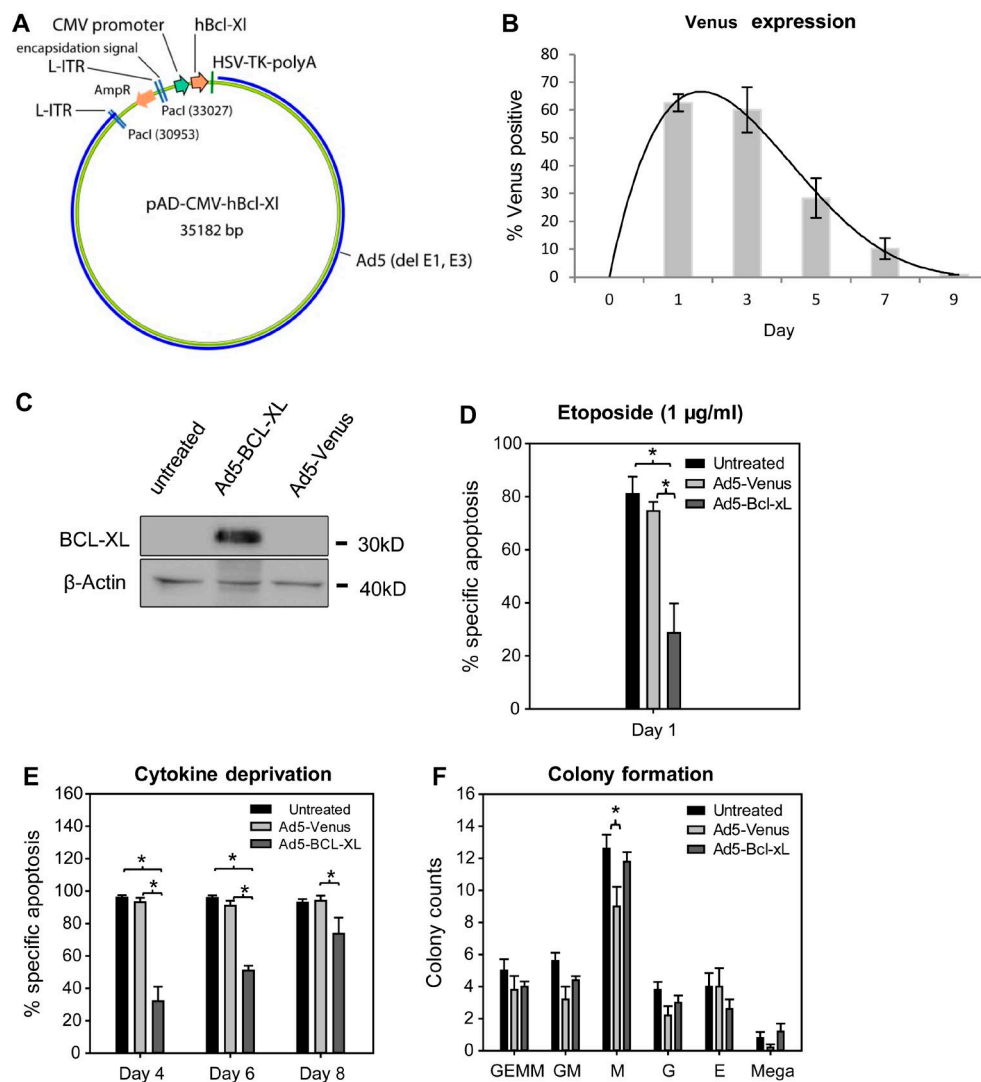 A
CMV promoter
hBcl-Xl
encapsidation signal
HSV-TK-polyA
L-ITR
AmpR
L-ITR
PacI (33027)
PacI (30953)
pAD-CMV-hBcl-Xl
35182 bp
Ad5 (del E1, E3)
B
Venus expression
% Venus positive
80
70
60
50
40
30
20
10
0
0 1 3 5 7 9
Day
C
untreated
Ad5-BCL-XL
Ad5-Venus
BCL-XL
30kD
β-Actin
40kD
D
Etoposide (1 µg/ml)
% specific apoptosis
100
80
60
40
20
0
Untreated
Ad5-Venus
Ad5-Bcl-xL
*
*
Day 1
E
Cytokine deprivation
% specific apoptosis
160
140
120
100
80
60
40
20
0
Untreated
Ad5-Venus
Ad5-BCL-XL
* * *
* *
Day 4 Day 6 Day 8
F
Colony formation
Colony counts
16
14
12
10
8
6
4
2
0
Untreated
Ad5-Venus
Ad5-Bcl-xL
*
GEMM GM M G E Mega